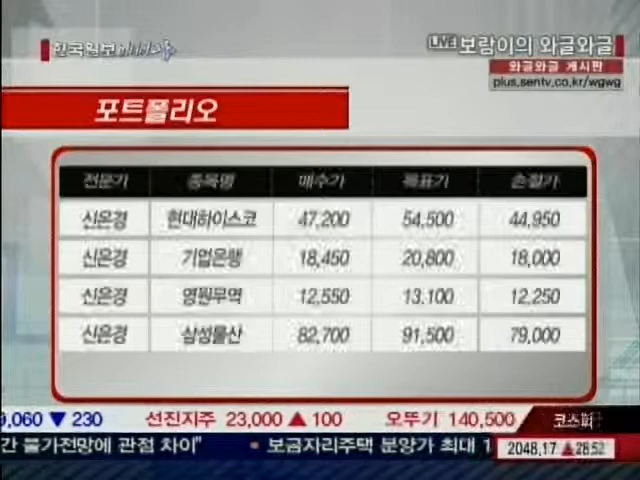 한국일보
LIVE 보람이의 와글와글
와글와글 게시판
plus.sentv.co.kr/wgwg
포트폴리오
전문가 종목명 매수가 목표가 손절가
신은경 현대하이스코 47,200 54,500 44,950
신은경 기업은행 18,450 20,800 18,000
신은경 영원무역 12,550 13,100 12,250
신은경 삼성물산 82,700 91,500 79,000
9,060 ▼ 230 선진지주 23,000 ▲ 100 오뚜기 140,500 코스피
간 물가전망에 관점 차이" • 보금자리주택 분양가 최대 1 2048.17 ▲ 28.52